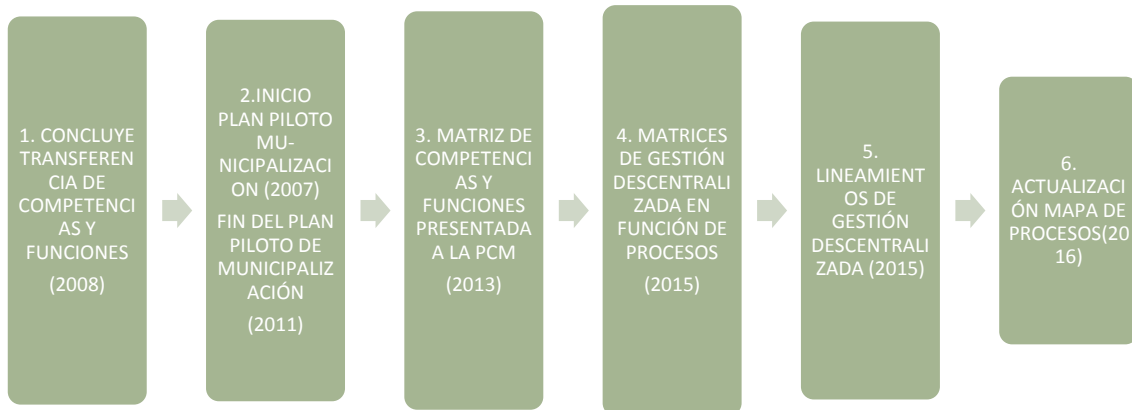 1. CONCLUYE
TRANSFEREN
CIA DE
COMPETENCI
AS Y
FUNCIONES
(2008)
2.INICIO
PLAN PILOTO
MU-
NICIPALIZACI
ON (2007)
FIN DEL PLAN
PILOTO DE
MUNICIPALIZ
ACIÓN
(2011)
3. MATRIZ DE
COMPETENCI
AS Y
FUNCIONES
PRESENTADA
A LA PCM
(2013)
4. MATRICES
DE GESTIÓN
DESCENTRALI
ZADA EN
FUNCIÓN DE
PROCESOS
(2015)
5.
LINEAMIENT
OS DE
GESTIÓN
DESCENTRALI
ZADA (2015)
6.
ACTUALIZACI
ÓN MAPA DE
PROCESOS(20
16)